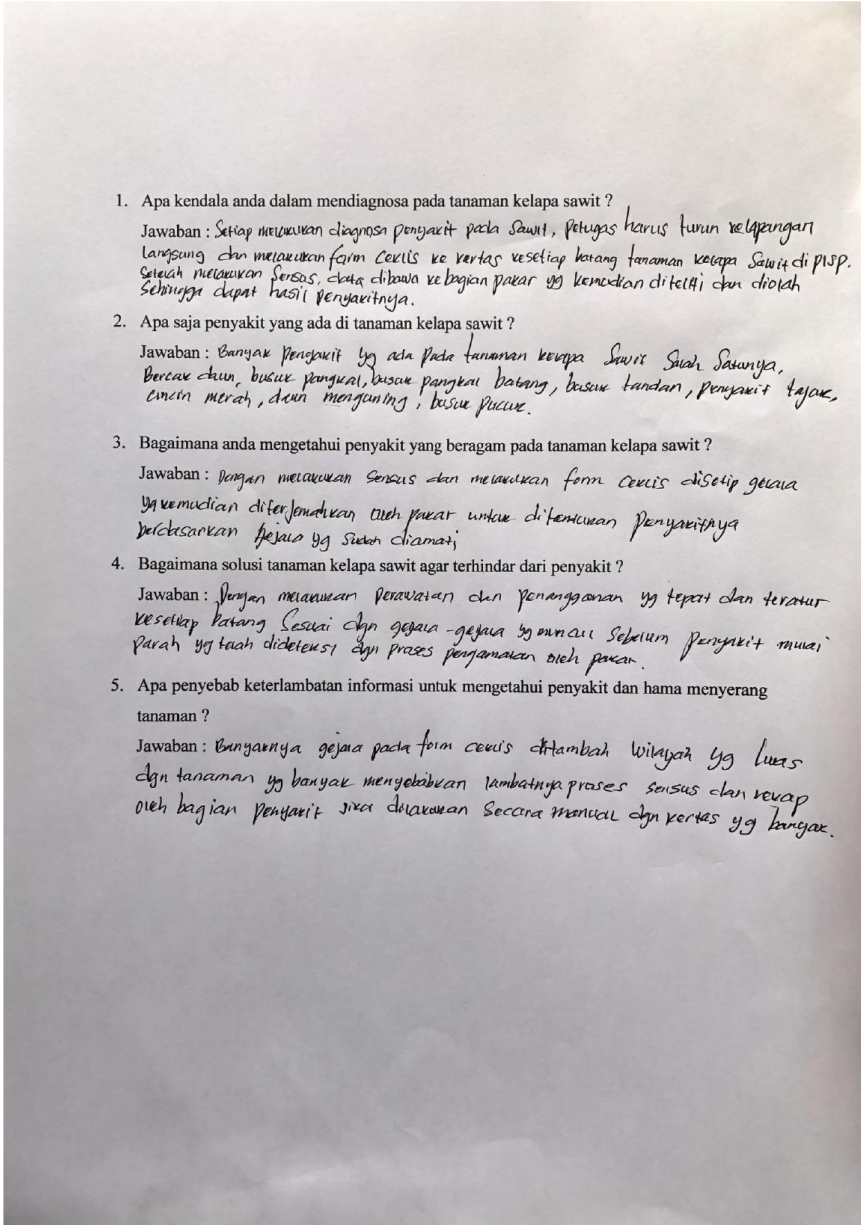 1. Apa kendala anda dalam mendiagnosa pada tanaman kelapa sawit ?
Jawaban : Setiap melakukan diagnosa penyakit pada sawit, petugas harus turun kelapangan
langsung dan melakukan form ceklis ke kertas kesetiap batang tanaman kelapa sawit di PISP.
Setelah melakukan sensus, data dibawa ke bagian pakar yg kemudian diteliti dan diolah
Sehingga dapat hasil penyakitnya.
2. Apa saja penyakit yang ada di tanaman kelapa sawit ?
Jawaban : Banyak penyakit yg ada pada tanaman kelapa sawit salah satunya,
Bercak daun, busuk pangkal, busuk pangkal batang, busuk tandan, penyakit tajuk,
cincin merah, daun menguning, busuk pucuk.
3. Bagaimana anda mengetahui penyakit yang beragam pada tanaman kelapa sawit ?
Jawaban : Dengan melakukan sensus dan melakukan form ceklis disetip gejala
yg kemudian diterjemahkan oleh pakar untuk ditentukan penyakitnya
berdasarkan gejala yg sudah diamati
4. Bagaimana solusi tanaman kelapa sawit agar terhindar dari penyakit ?
Jawaban : Dengan melakukan perawatan dan penangganan yg tepat dan teratur
kesetiap batang sesuai dgn gejala-gejala yg muncul sebelum penyakit mulai
parah yg telah dideteksi dgn proses pengamatan oleh pakar.
5. Apa penyebab keterlambatan informasi untuk mengetahui penyakit dan hama menyerang
tanaman ?
Jawaban : Banyaknya gejala pada form ceklis ditambah wilayah yg luas
dgn tanaman yg banyak menyebabkan lambatnya proses sensus dan rekap
oleh bagian penyakit jika dilakukan secara manual dgn kertas yg banyak.